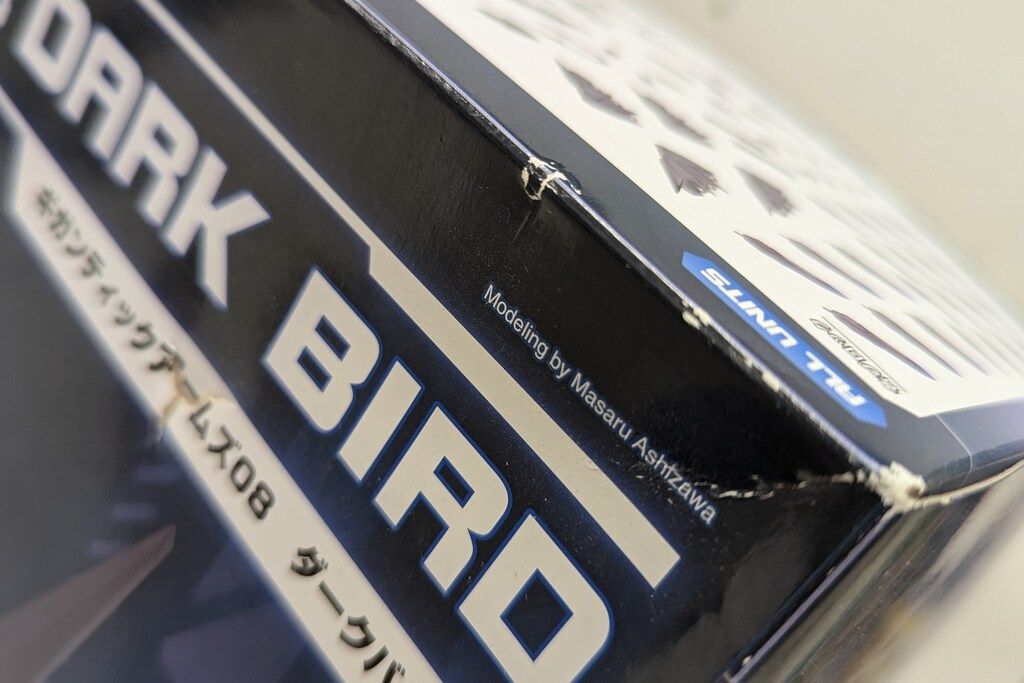 DARK
BIRD
ギガンティックアームズ08 ダークバ
Modeling by Masaru Ashizawa
ALL UNITS